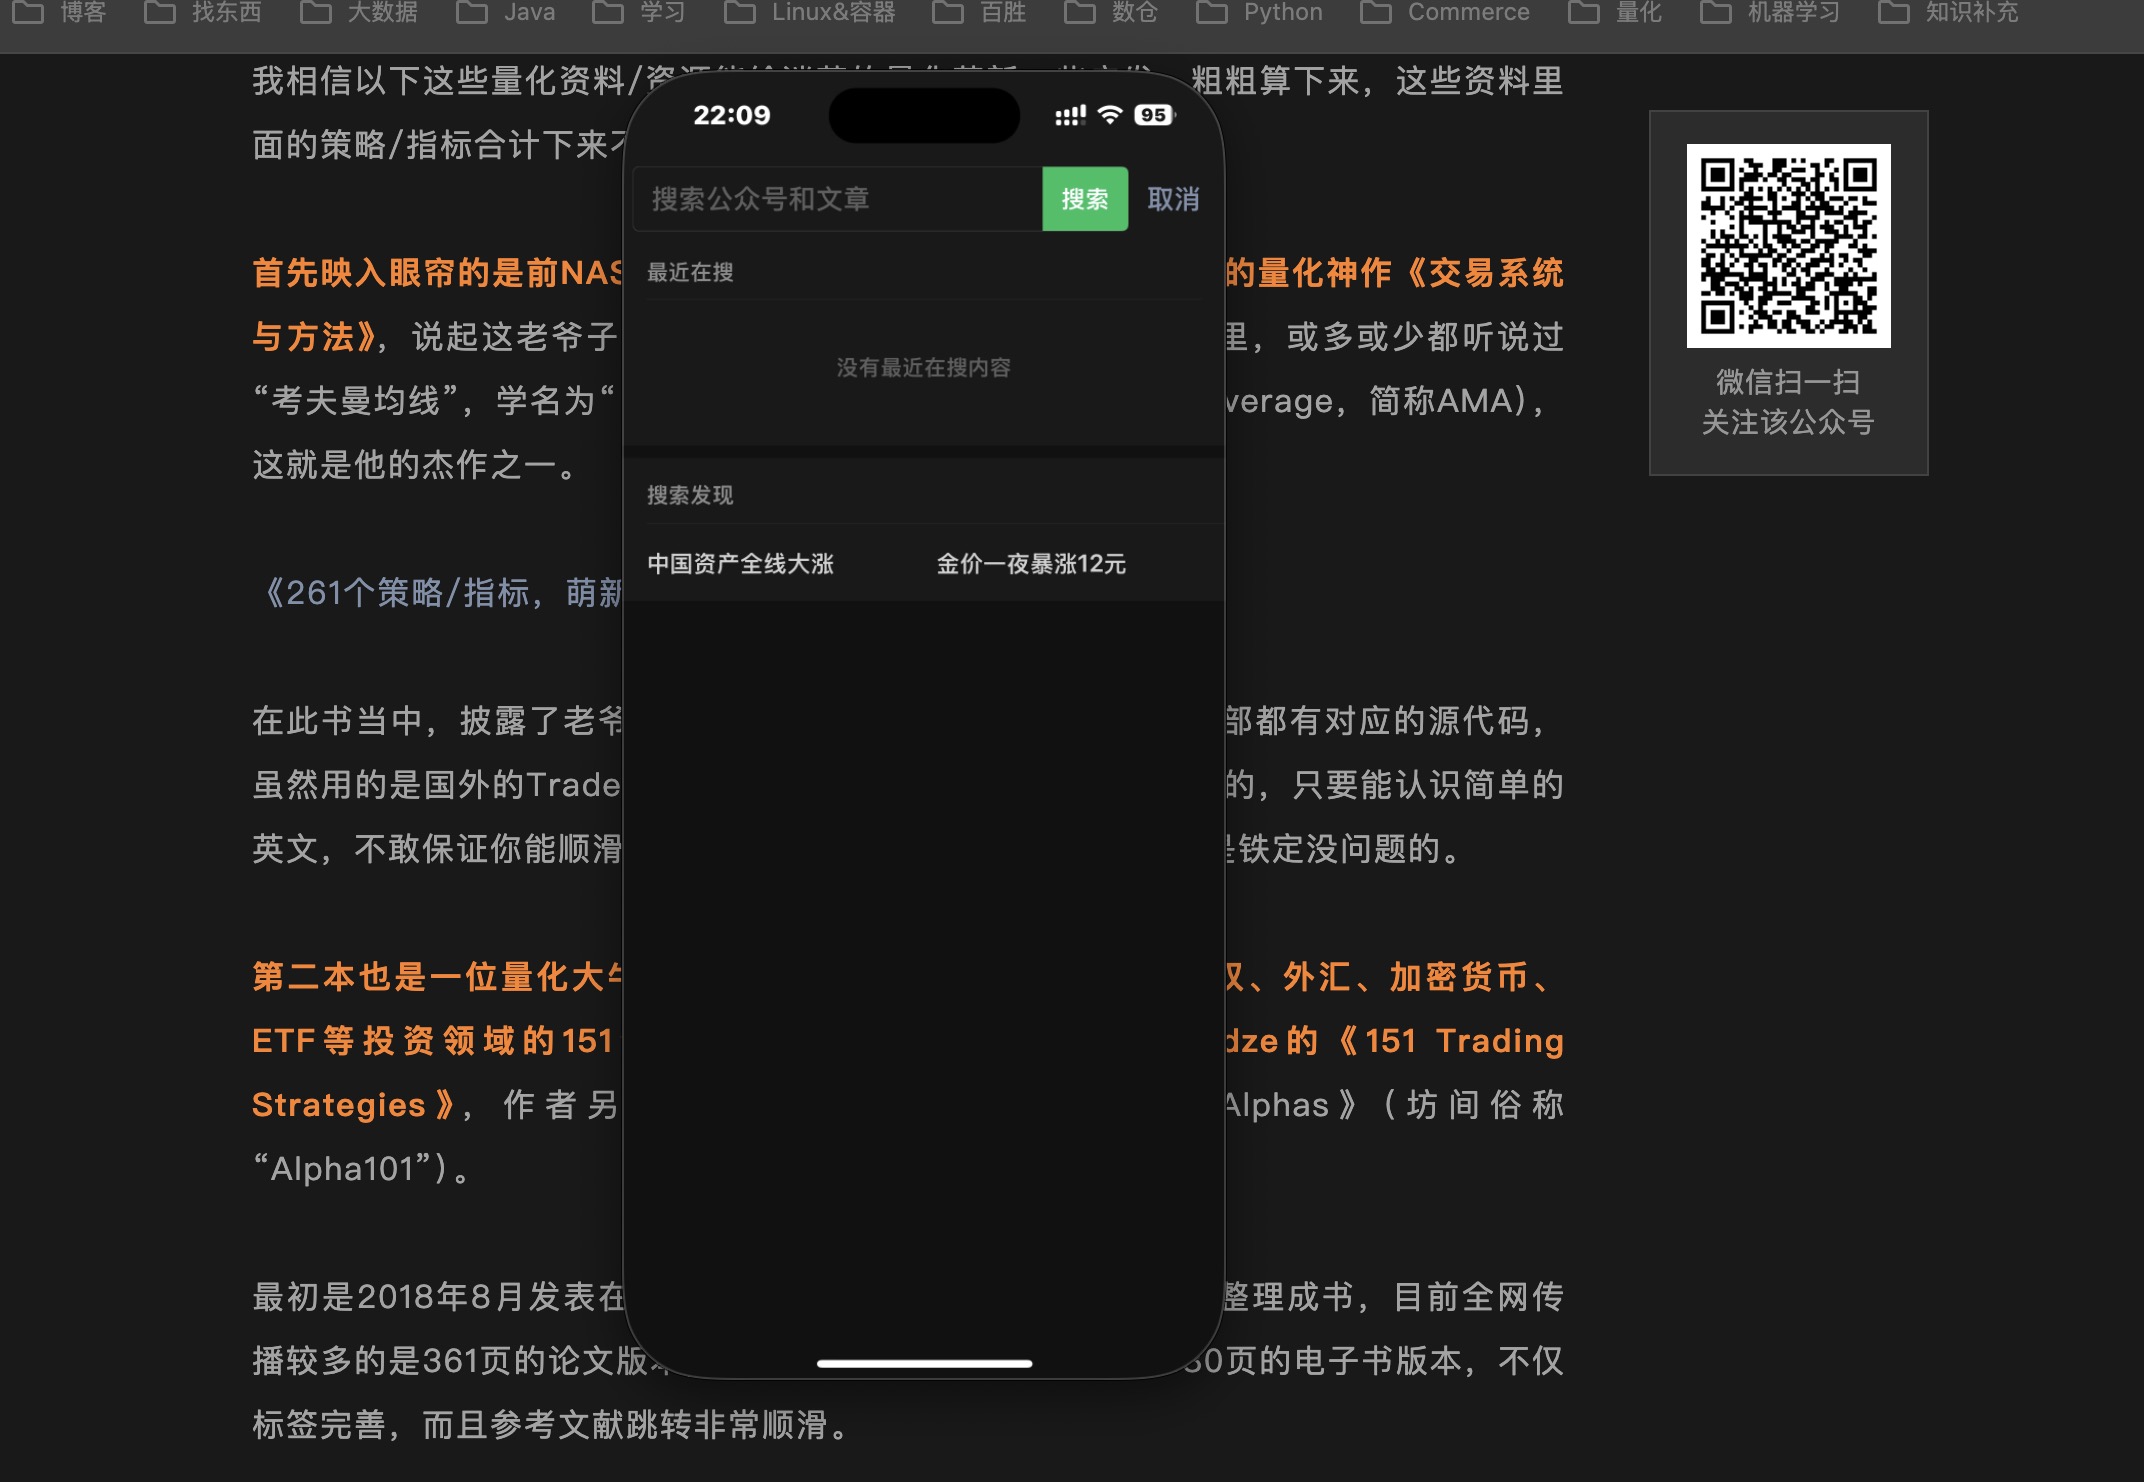 博客 找东西 大数据 Java 学习 Linux&容器 百胜 数仓 Python Commerce 量化 机器学习 知识补充
我相信以下这些量化资料/ 粗粗算下来，这些资料里
面的策略/指标合计下来
首先映入眼帘的是前NAS 的量化神作《交易系统
与方法》，说起这老爷子 里，或多或少都听说过
“考夫曼均线”，学名为“ verage，简称AMA)，
这就是他的杰作之一。
《261个策略/指标，萌新
在此书当中，披露了老爷 部都有对应的源代码，
虽然用的是国外的Trade 的，只要能认识简单的
英文，不敢保证你能顺滑 是铁定没问题的。
第二本也是一位量化大牛 权、外汇、加密货币、
ETF等投资领域的151 dze的《151 Trading
Strategies》，作者另 Alphas》（坊间俗称
“Alpha101”)。
最初是2018年8月发表在 整理成书，目前全网传
播较多的是361页的论文版本 80页的电子书版本，不仅
标签完善，而且参考文献跳转非常顺滑。
22:09 95
搜索公众号和文章 搜索 取消
最近在搜
没有最近在搜内容
搜索发现
中国资产全线大涨 金价一夜暴涨12元
微信扫一扫
关注该公众号